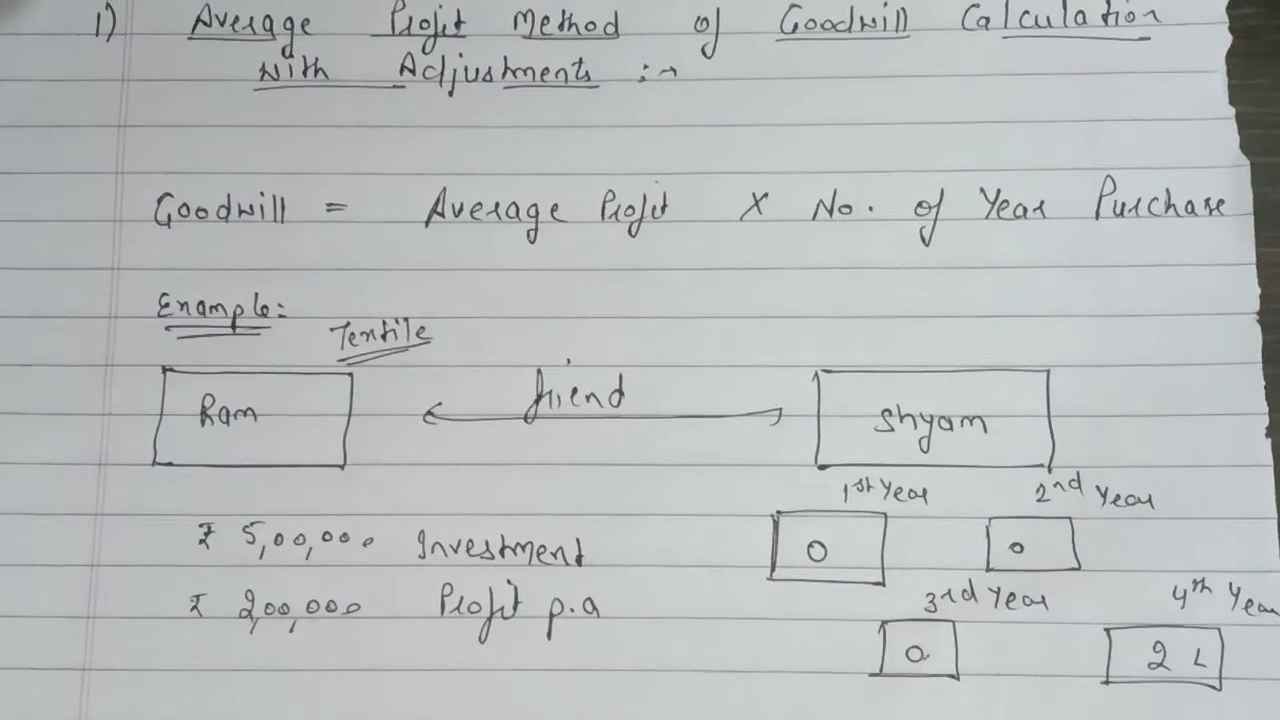 1) Average Profit Method of Goodwill Calculation
with Adjustments :→
Goodwill = Average Profit X No. of Year Purchase
Example:
Textile
Ram
friend
Shyam
1st Year 2nd Year
₹ 5,00,000 Investment
0 0
₹ 2,00,000 Profit p.a
3rd Year 4th Year
0 2 L